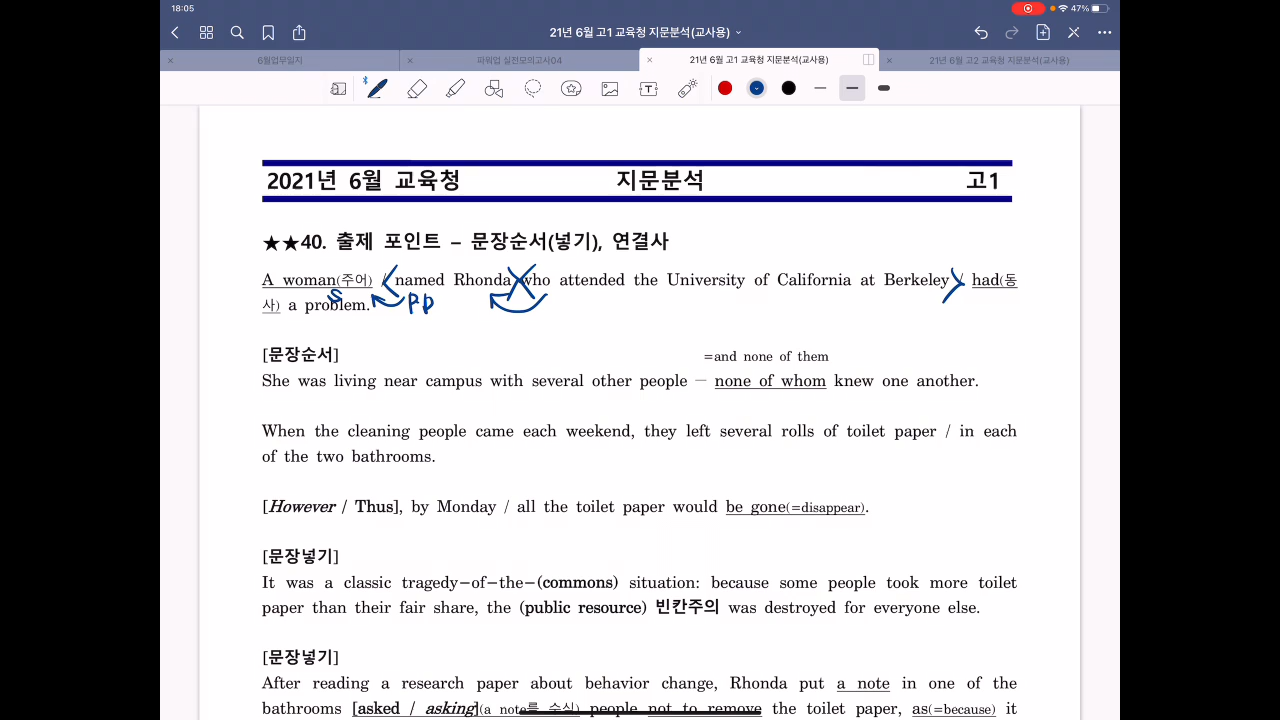 18:05
47%
21년 6월 고1 교육청 지문분석(교사용)
6월업무일지
파워업 실전모의고사04
21년 6월 고1 교육청 지문분석(교사용)
21년 6월 고2 교육청 지문분석(교사용)
2021년 6월 교육청 지문분석 고1
★★40. 출제 포인트 – 문장순서(넣기), 연결사
A woman(주어) / named Rhonda who attended the University of California at Berkeley / had(동
S pp
사) a problem.
[문장순서]
=and none of them
She was living near campus with several other people – none of whom knew one another.
When the cleaning people came each weekend, they left several rolls of toilet paper / in each
of the two bathrooms.
[However / Thus], by Monday / all the toilet paper would be gone(=disappear).
[문장넣기]
It was a classic tragedy-of-the-(commons) situation: because some people took more toilet
paper than their fair share, the (public resource) 빈칸주의 was destroyed for everyone else.
[문장넣기]
After reading a research paper about behavior change, Rhonda put a note in one of the
bathrooms [asked / asking](a note를 수식) people not to remove the toilet paper, as(=because) it